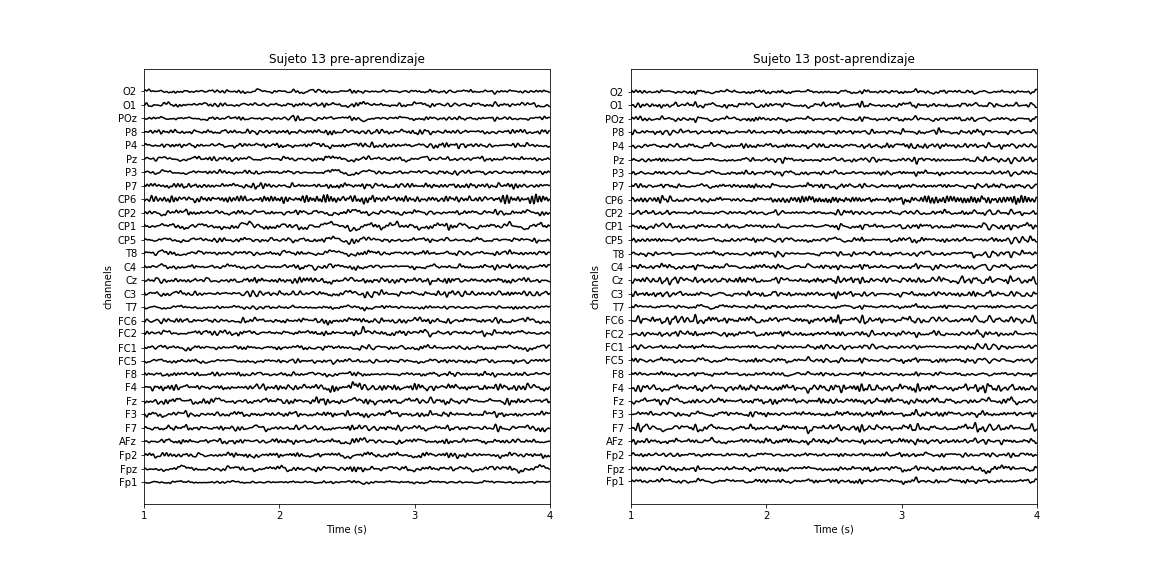 Sujeto 13 pre-aprendizaje
O2
O1
POz
P8
P4
Pz
P3
P7
CP6
CP2
CP1
CP5
T8
C4
Cz
C3
T7
FC6
FC2
FC1
FC5
F8
F4
Fz
F3
F7
AFz
Fp2
Fpz
Fp1
channels
1
2
3
4
Time (s)
Sujeto 13 post-aprendizaje
O2
O1
POz
P8
P4
Pz
P3
P7
CP6
CP2
CP1
CP5
T8
C4
Cz
C3
T7
FC6
FC2
FC1
FC5
F8
F4
Fz
F3
F7
AFz
Fp2
Fpz
Fp1
channels
1
2
3
4
Time (s)